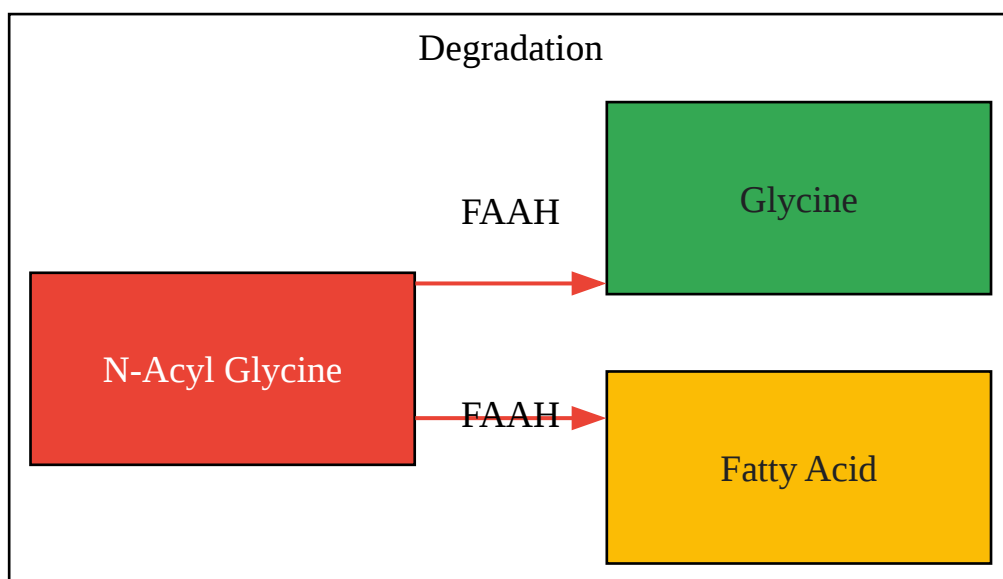 Degradation
Glycine
FAAH
N-Acyl Glycine
FAAH
Fatty Acid